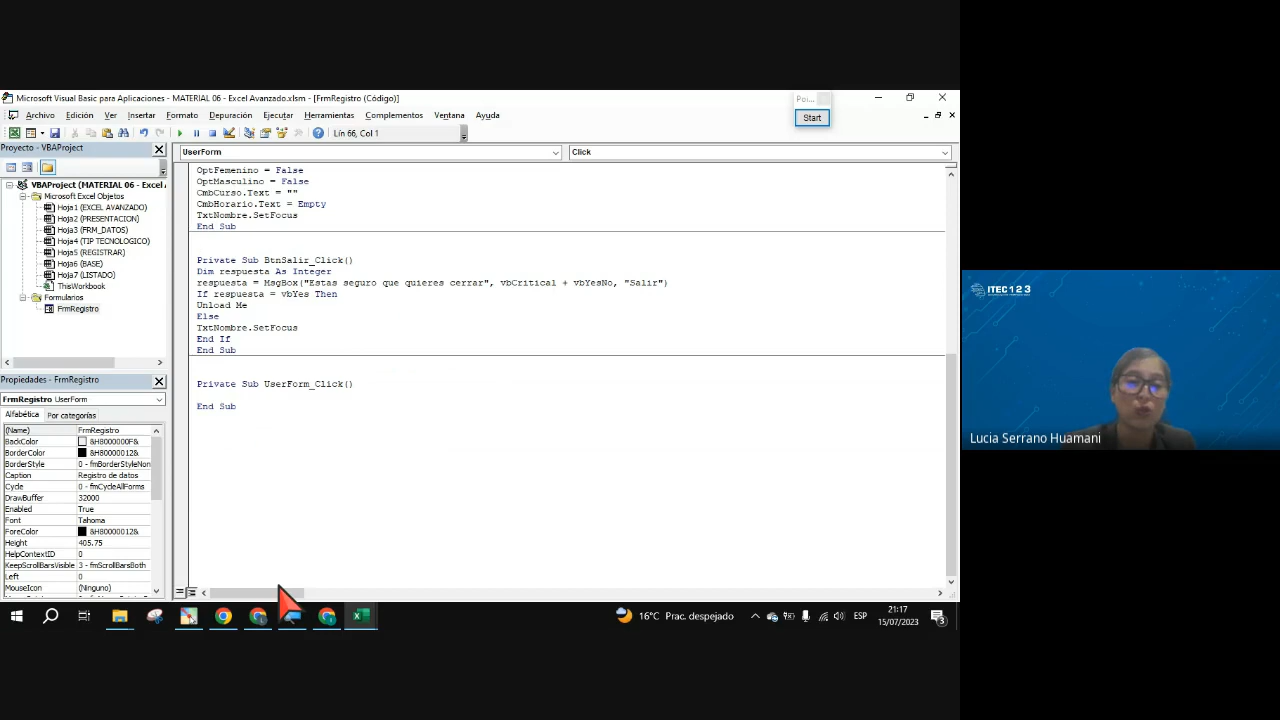 Microsoft Visual Basic para Aplicaciones - MATERIAL 06 - Excel Avanzado.xlsm - [FrmRegistro (Código)]
Archivo Edición Ver Insertar Formato Depuración Ejecutar Herramientas Complementos Ventana Ayuda
Start
Lín 66, Col 1
Proyecto - VBAProject
VBAProject (MATERIAL 06 - Excel A
Microsoft Excel Objetos
Hoja1 (EXCEL AVANZADO)
Hoja2 (PRESENTACION)
Hoja3 (FRM_DATOS)
Hoja4 (TIP TECNOLOGICO)
Hoja5 (REGISTRAR)
Hoja6 (BASE)
Hoja7 (LISTADO)
ThisWorkbook
Formularios
FrmRegistro
Propiedades - FrmRegistro
FrmRegistro UserForm
Alfabética Por categorías
(Name) FrmRegistro
BackColor &H8000000F&
BorderColor &H80000012&
BorderStyle 0 - fmBorderStyleNon
Caption Registro de datos
Cycle 0 - fmCycleAllForms
DrawBuffer 32000
Enabled True
Font Tahoma
ForeColor &H80000012&
Height 405.75
HelpContextID 0
KeepScrollBarsVisible 3 - fmScrollBarsBoth
Left 0
MouseIcon (Ninguno)
UserForm Click
OptFemenino = False
OptMasculino = False
CmbCurso.Text = ""
CmbHorario.Text = Empty
TxtNombre.SetFocus
End Sub
Private Sub BtnSalir_Click()
Dim respuesta As Integer
respuesta = MsgBox("Estas seguro que quieres cerrar", vbCritical + vbYesNo, "Salir")
If respuesta = vbYes Then
Unload Me
Else
TxtNombre.SetFocus
End If
End Sub
Private Sub UserForm_Click()
End Sub
16°C Prac. despejado
ESP
21:17
15/07/2023
3
ITEC 1 2 3
Lucia Serrano Huamani